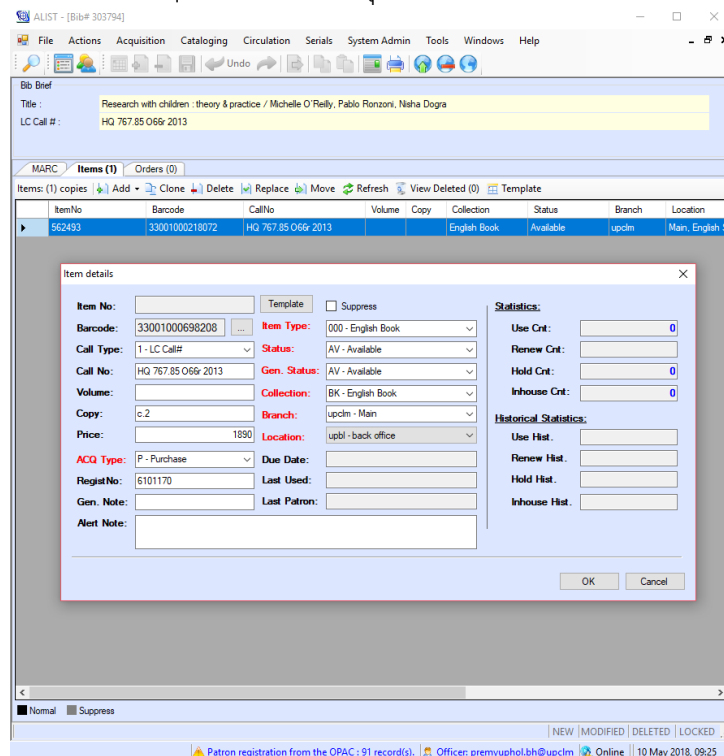 ALIST - [Bib# 303794]
File Actions Acquisition Cataloging Circulation Serials System Admin Tools Windows Help
Undo
Bib Brief
Title : Research with children : theory & practice / Michelle O'Reilly, Pablo Ronzoni, Nisha Dogra
LC Call # : HQ 767.85 O66r 2013
MARC Items (1) Orders (0)
Items: (1) copies Add Clone Delete Replace Move Refresh View Deleted (0) Template
ItemNo Barcode CallNo Volume Copy Collection Status Branch Location
562493 33001000218072 HQ 767.85 O66r 2013 English Book Available upclm Main, English
Item details
Item No: Template Suppress Statistics:
Barcode: 33001000698208 ... Item Type: 000 - English Book Use Cnt: 0
Call Type: 1 - LC Call# Status: AV - Available Renew Cnt:
Call No: HQ 767.85 O66r 2013 Gen. Status: AV - Available Hold Cnt: 0
Volume: Collection: BK - English Book Inhouse Cnt: 0
Copy: c.2 Branch: upclm - Main Historical Statistics:
Price: 1890 Location: upbl - back office Use Hist.
ACQ Type: P - Purchase Due Date: Renew Hist.
RegistNo: 6101170 Last Used: Hold Hist.
Gen. Note: Last Patron: Inhouse Hist.
Alert Note:
OK Cancel
Normal Suppress
NEW MODIFIED DELETED LOCKED
Patron registration from the OPAC : 91 record(s). Officer: premyuphol.bh@upclm Online 10 May 2018, 09:25